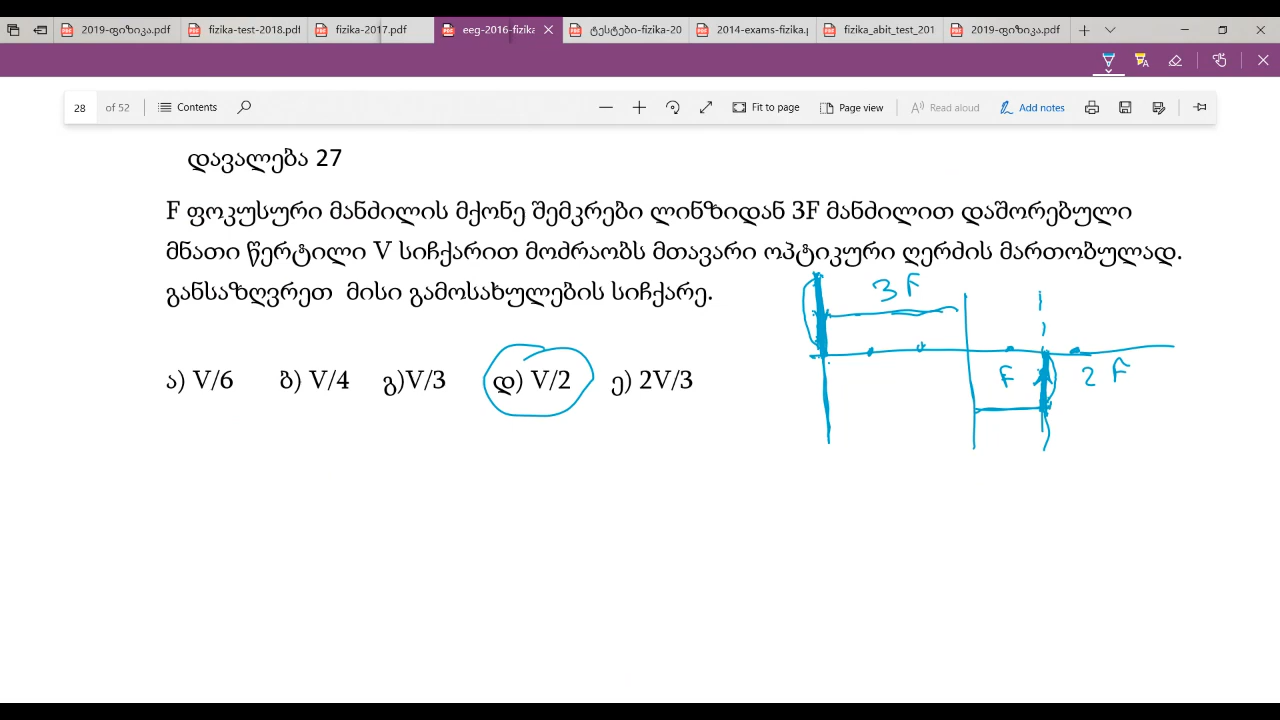 2019-ფიზიკა.pdf
fizika-test-2018.pdf
fizika-2017.pdf
eeg-2016-fizika
ტესტები-fizika-20
2014-exams-fizika.p
fizika_abit_test_201
2019-ფიზიკა.pdf
28 of 52 Contents Fit to page Page view Read aloud Add notes
დავალება 27
F ფოკუსური მანძილის მქონე შემკრები ლინზიდან 3F მანძილით დაშორებული
მნათი წერტილი V სიჩქარით მოძრაობს მთავარი ოპტიკური ღერძის მართობულად.
განსაზღვრეთ მისი გამოსახულების სიჩქარე.
3 F
F 2 F
ა) V/6 ბ) V/4 გ)V/3 დ) V/2 ე) 2V/3